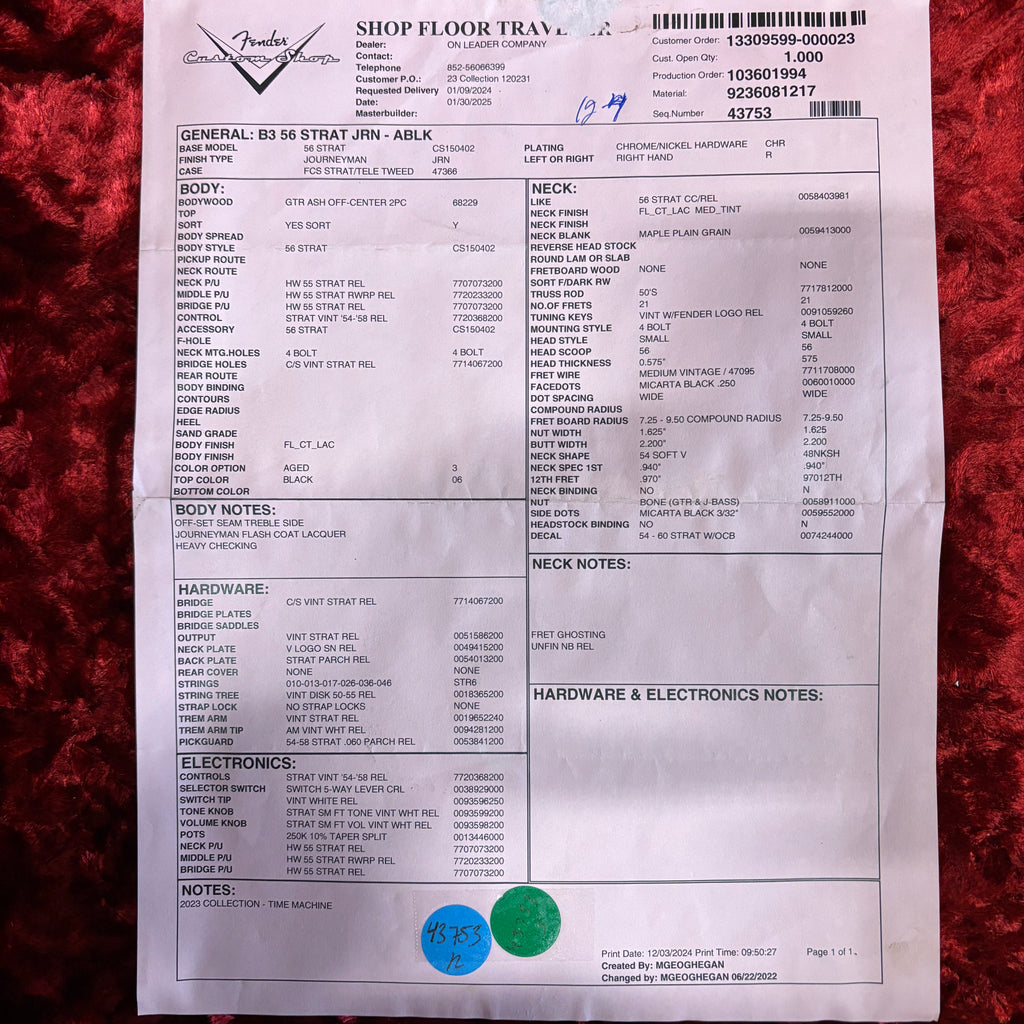 Fender
Custom Shop
SHOP FLOOR TRAVELER
Dealer: ON LEADER COMPANY
Contact:
Telephone 852-56066399
Customer P.O.: 23 Collection 120231
Requested Delivery 01/09/2024
Date: 01/30/2025
Masterbuilder:
Customer Order: 13309599-000023
Cust. Open Qty: 1.000
Production Order: 103601994
Material: 9236081217
Seq.Number 43753
GENERAL: B3 56 STRAT JRN - ABLK
BASE MODEL 56 STRAT CS150402 PLATING CHROME/NICKEL HARDWARE CHR
FINISH TYPE JOURNEYMAN JRN LEFT OR RIGHT RIGHT HAND R
CASE FCS STRAT/TELE TWEED 47366
BODY:
BODYWOOD GTR ASH OFF-CENTER 2PC 68229
TOP
SORT YES SORT Y
BODY SPREAD
BODY STYLE 56 STRAT CS150402
PICKUP ROUTE
NECK ROUTE
NECK P/U HW 55 STRAT REL 7707073200
MIDDLE P/U HW 55 STRAT RWRP REL 7720233200
BRIDGE P/U HW 55 STRAT REL 7707073200
CONTROL STRAT VINT '54-'58 REL 7720368200
ACCESSORY 56 STRAT CS150402
F-HOLE
NECK MTG.HOLES 4 BOLT 4 BOLT
BRIDGE HOLES C/S VINT STRAT REL 7714067200
REAR ROUTE
BODY BINDING
CONTOURS
EDGE RADIUS
HEEL
SAND GRADE
BODY FINISH FL_CT_LAC
BODY FINISH
COLOR OPTION AGED 3
TOP COLOR BLACK 06
BOTTOM COLOR
BODY NOTES:
OFF-SET SEAM TREBLE SIDE
JOURNEYMAN FLASH COAT LACQUER
HEAVY CHECKING
HARDWARE:
BRIDGE C/S VINT STRAT REL 7714067200
BRIDGE PLATES
BRIDGE SADDLES
OUTPUT VINT STRAT REL 0051586200
NECK PLATE V LOGO SN REL 0049415200
BACK PLATE STRAT PARCH REL 0054013200
REAR COVER NONE NONE
STRINGS 010-013-017-026-036-046 STR6
STRING TREE VINT DISK 50-55 REL 0018365200
STRAP LOCK NO STRAP LOCKS NONE
TREM ARM VINT STRAT REL 0019652240
TREM ARM TIP AM VINT WHT REL 0094281200
PICKGUARD 54-58 STRAT .060 PARCH REL 0053841200
ELECTRONICS:
CONTROLS STRAT VINT '54-'58 REL 7720368200
SELECTOR SWITCH SWITCH 5-WAY LEVER CRL 0038929000
SWITCH TIP VINT WHITE REL 0093596250
TONE KNOB STRAT SM FT TONE VINT WHT REL 0093599200
VOLUME KNOB STRAT SM FT VOL VINT WHT REL 0093598200
POTS 250K 10% TAPER SPLIT 0013446000
NECK P/U HW 55 STRAT REL 7707073200
MIDDLE P/U HW 55 STRAT RWRP REL 7720233200
BRIDGE P/U HW 55 STRAT REL 7707073200
NECK:
LIKE 56 STRAT CC/REL 0058403981
NECK FINISH FL_CT_LAC MED_TINT
NECK FINISH
NECK BLANK MAPLE PLAIN GRAIN 0059413000
REVERSE HEAD STOCK
ROUND LAM OR SLAB
FRETBOARD WOOD NONE NONE
SORT F/DARK RW
TRUSS ROD 50'S 7717812000
NO.OF FRETS 21 21
TUNING KEYS VINT W/FENDER LOGO REL 0091059260
MOUNTING STYLE 4 BOLT 4 BOLT
HEAD STYLE SMALL SMALL
HEAD SCOOP 56 56
HEAD THICKNESS 0.575" 575
FRET WIRE MEDIUM VINTAGE / 47095 7711708000
FACEDOTS MICARTA BLACK .250 0060010000
DOT SPACING WIDE WIDE
COMPOUND RADIUS
FRET BOARD RADIUS 7.25 - 9.50 COMPOUND RADIUS 7.25-9.50
NUT WIDTH 1.625" 1.625
BUTT WIDTH 2.200" 2.200
NECK SHAPE 54 SOFT V 48NKSH
NECK SPEC 1ST .940" .940"
12TH FRET .970" 97012TH
NECK BINDING NO N
NUT BONE (GTR & J-BASS) 0058911000
SIDE DOTS MICARTA BLACK 3/32" 0059552000
HEADSTOCK BINDING NO N
DECAL 54 - 60 STRAT W/OCB 0074244000
NECK NOTES:
FRET GHOSTING
UNFIN NB REL
HARDWARE & ELECTRONICS NOTES:
NOTES:
2023 COLLECTION - TIME MACHINE
43753
Print Date: 12/03/2024 Print Time: 09:50:27 Page 1 of 1
Created By: MGEOGHEGAN
Changed by: MGEOGHEGAN 06/22/2022